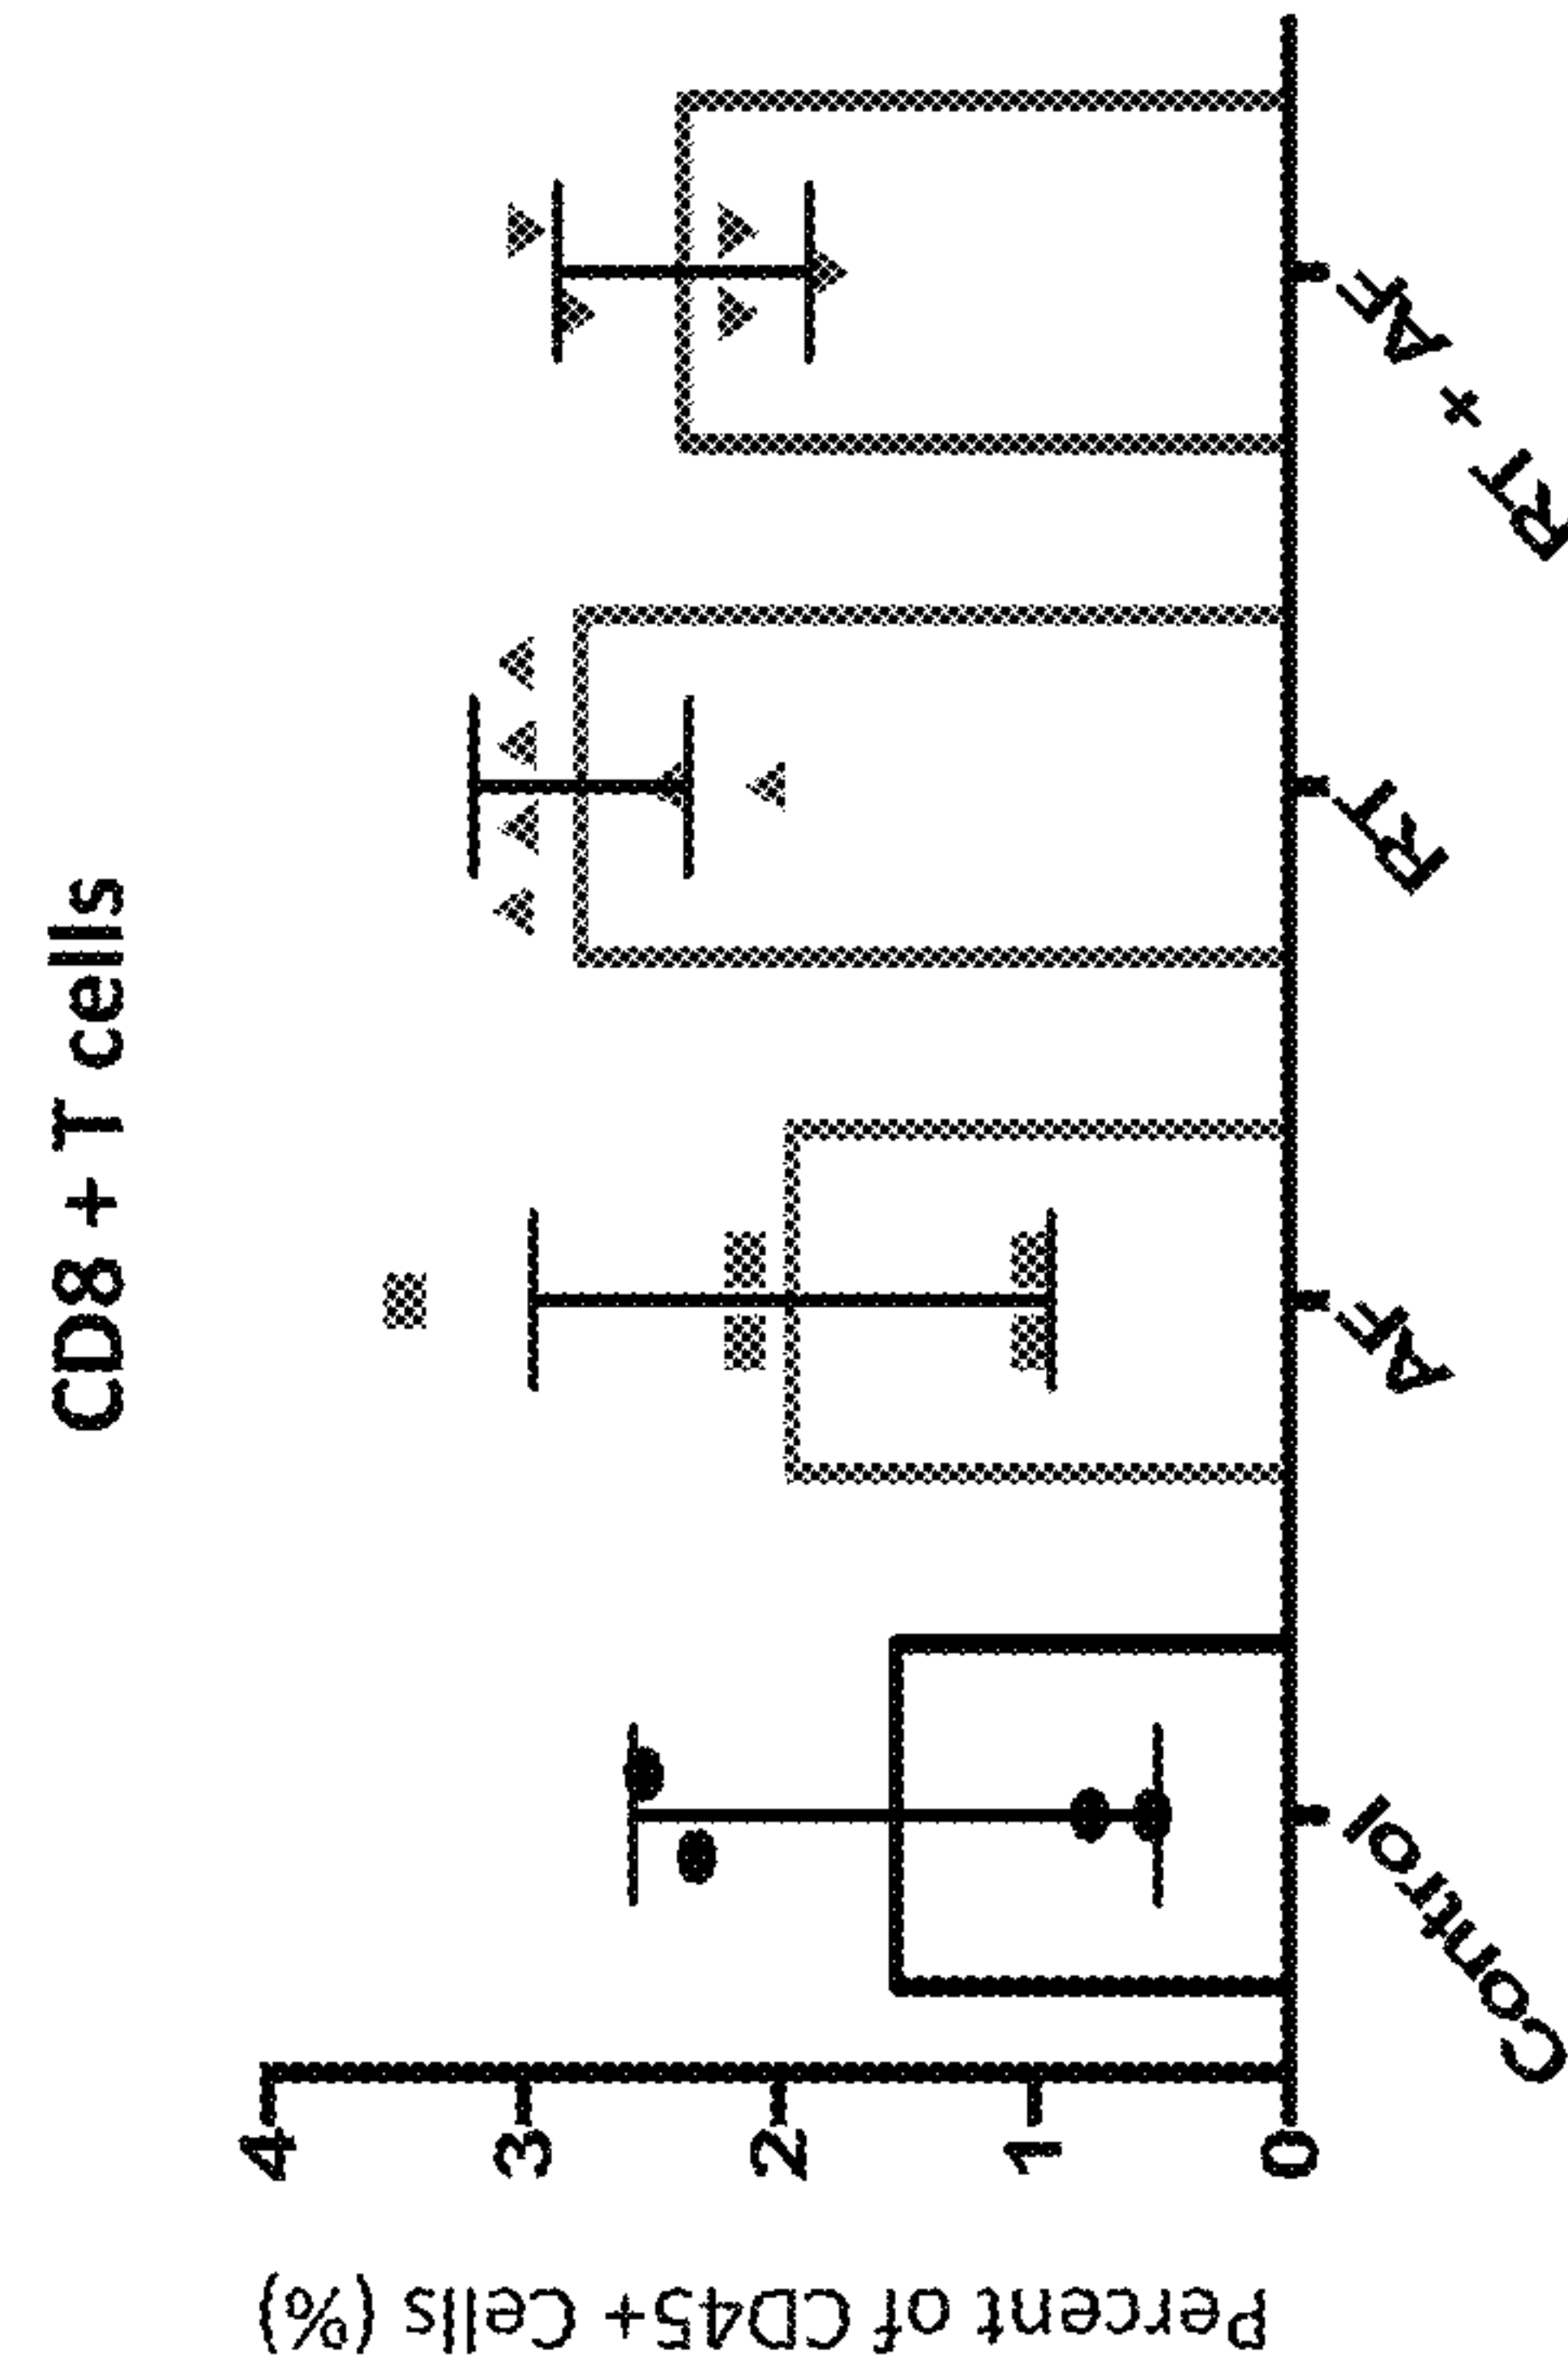 CD8 + T cells
Percent of CD45+ Cells (%)
4
3
2
1
0
Control
AF
RT
RT + AF